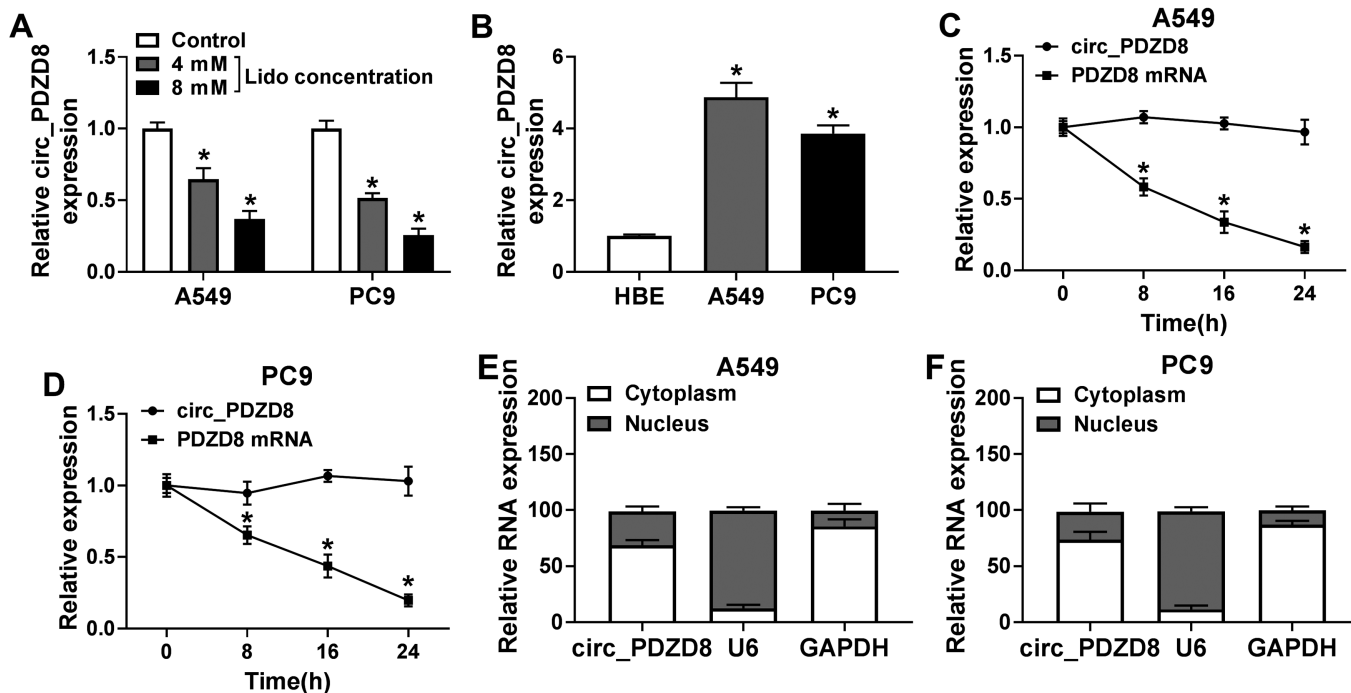 A
Control
4 mM
8 mM
Lido concentration
Relative circ_PDZD8
expression
1.5
1.0
0.5
0.0
*
*
*
*
A549
PC9
B
Relative circ_PDZD8
expression
6
4
2
0
*
*
HBE
A549
PC9
C
A549
circ_PDZD8
PDZD8 mRNA
Relative expression
1.5
1.0
0.5
0.0
*
*
*
0
8
16
24
Time(h)
D
PC9
circ_PDZD8
PDZD8 mRNA
Relative expression
1.5
1.0
0.5
0.0
*
*
*
0
8
16
24
Time(h)
E
A549
Cytoplasm
Nucleus
Relative RNA expression
200
150
100
50
0
circ_PDZD8
U6
GAPDH
F
PC9
Cytoplasm
Nucleus
Relative RNA expression
200
150
100
50
0
circ_PDZD8
U6
GAPDH